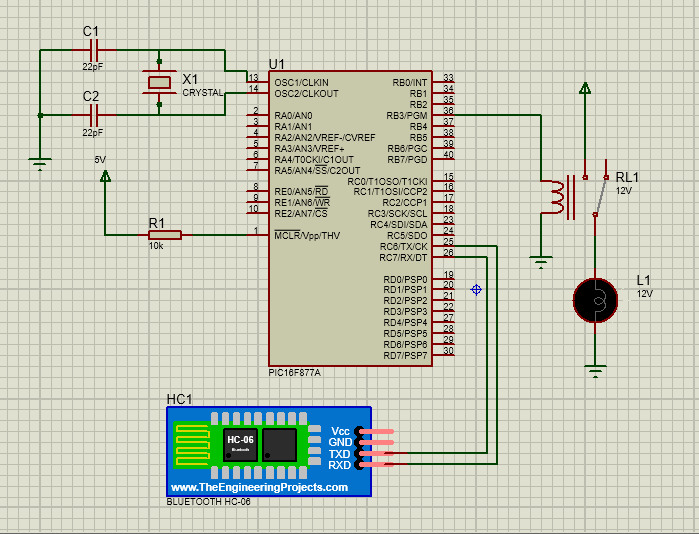 C1
22pF
C2
22pF
X1
CRYSTAL
5V
R1
10k
U1
13 OSC1/CLKIN
14 OSC2/CLKOUT
2 RA0/AN0
3 RA1/AN1
4 RA2/AN2/VREF-/CVREF
5 RA3/AN3/VREF+
6 RA4/T0CKI/C1OUT
7 RA5/AN4/SS/C2OUT
8 RE0/AN5/RD
9 RE1/AN6/WR
10 RE2/AN7/CS
1 MCLR/Vpp/THV
RB0/INT 33
RB1 34
RB2 35
RB3/PGM 36
RB4 37
RB5 38
RB6/PGC 39
RB7/PGD 40
RC0/T1OSO/T1CKI 15
RC1/T1OSI/CCP2 16
RC2/CCP1 17
RC3/SCK/SCL 18
RC4/SDI/SDA 23
RC5/SDO 24
RC6/TX/CK 25
RC7/RX/DT 26
RD0/PSP0 19
RD1/PSP1 20
RD2/PSP2 21
RD3/PSP3 22
RD4/PSP4 27
RD5/PSP5 28
RD6/PSP6 29
RD7/PSP7 30
PIC16F877A
RL1
12V
L1
12V
HC1
HC-06
Bluetooth
Vcc
GND
TXD
RXD
www.TheEngineeringProjects.com
BLUETOOTH HC-06